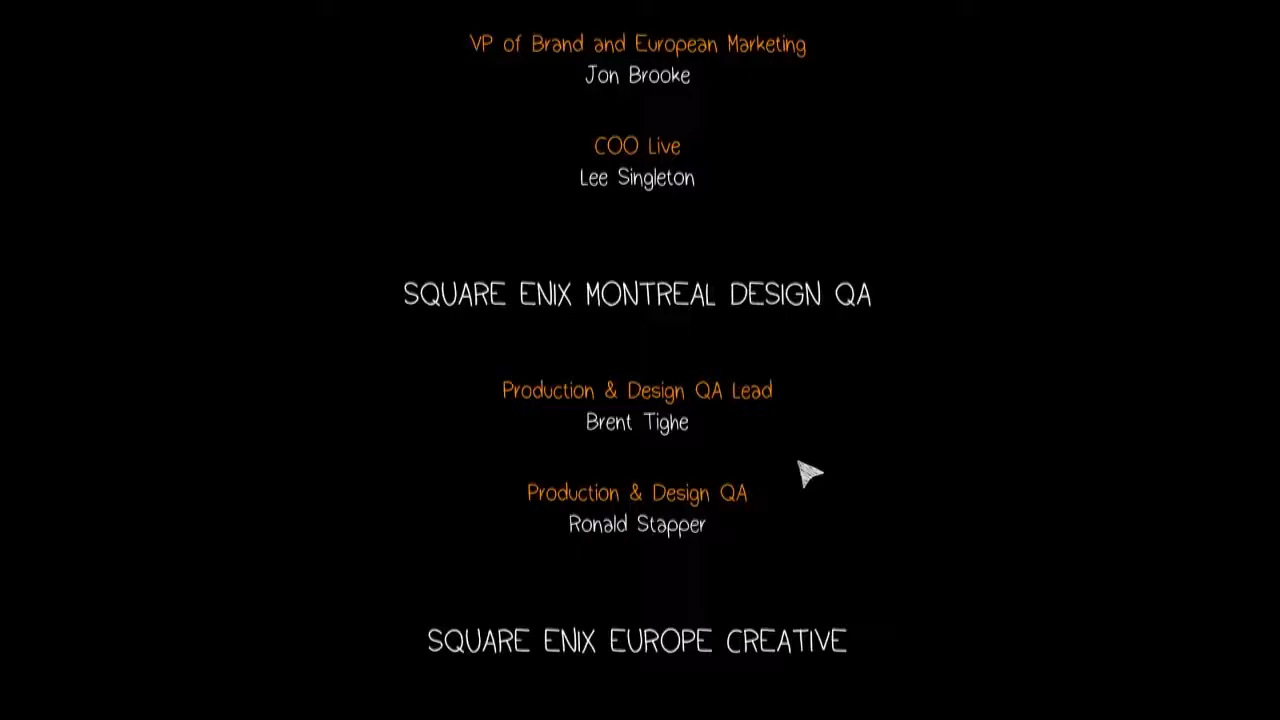 VP of Brand and European Marketing
Jon Brooke
COO Live
Lee Singleton
SQUARE ENIX MONTREAL DESIGN QA
Production & Design QA Lead
Brent Tighe
Production & Design QA
Ronald Stapper
SQUARE ENIX EUROPE CREATIVE